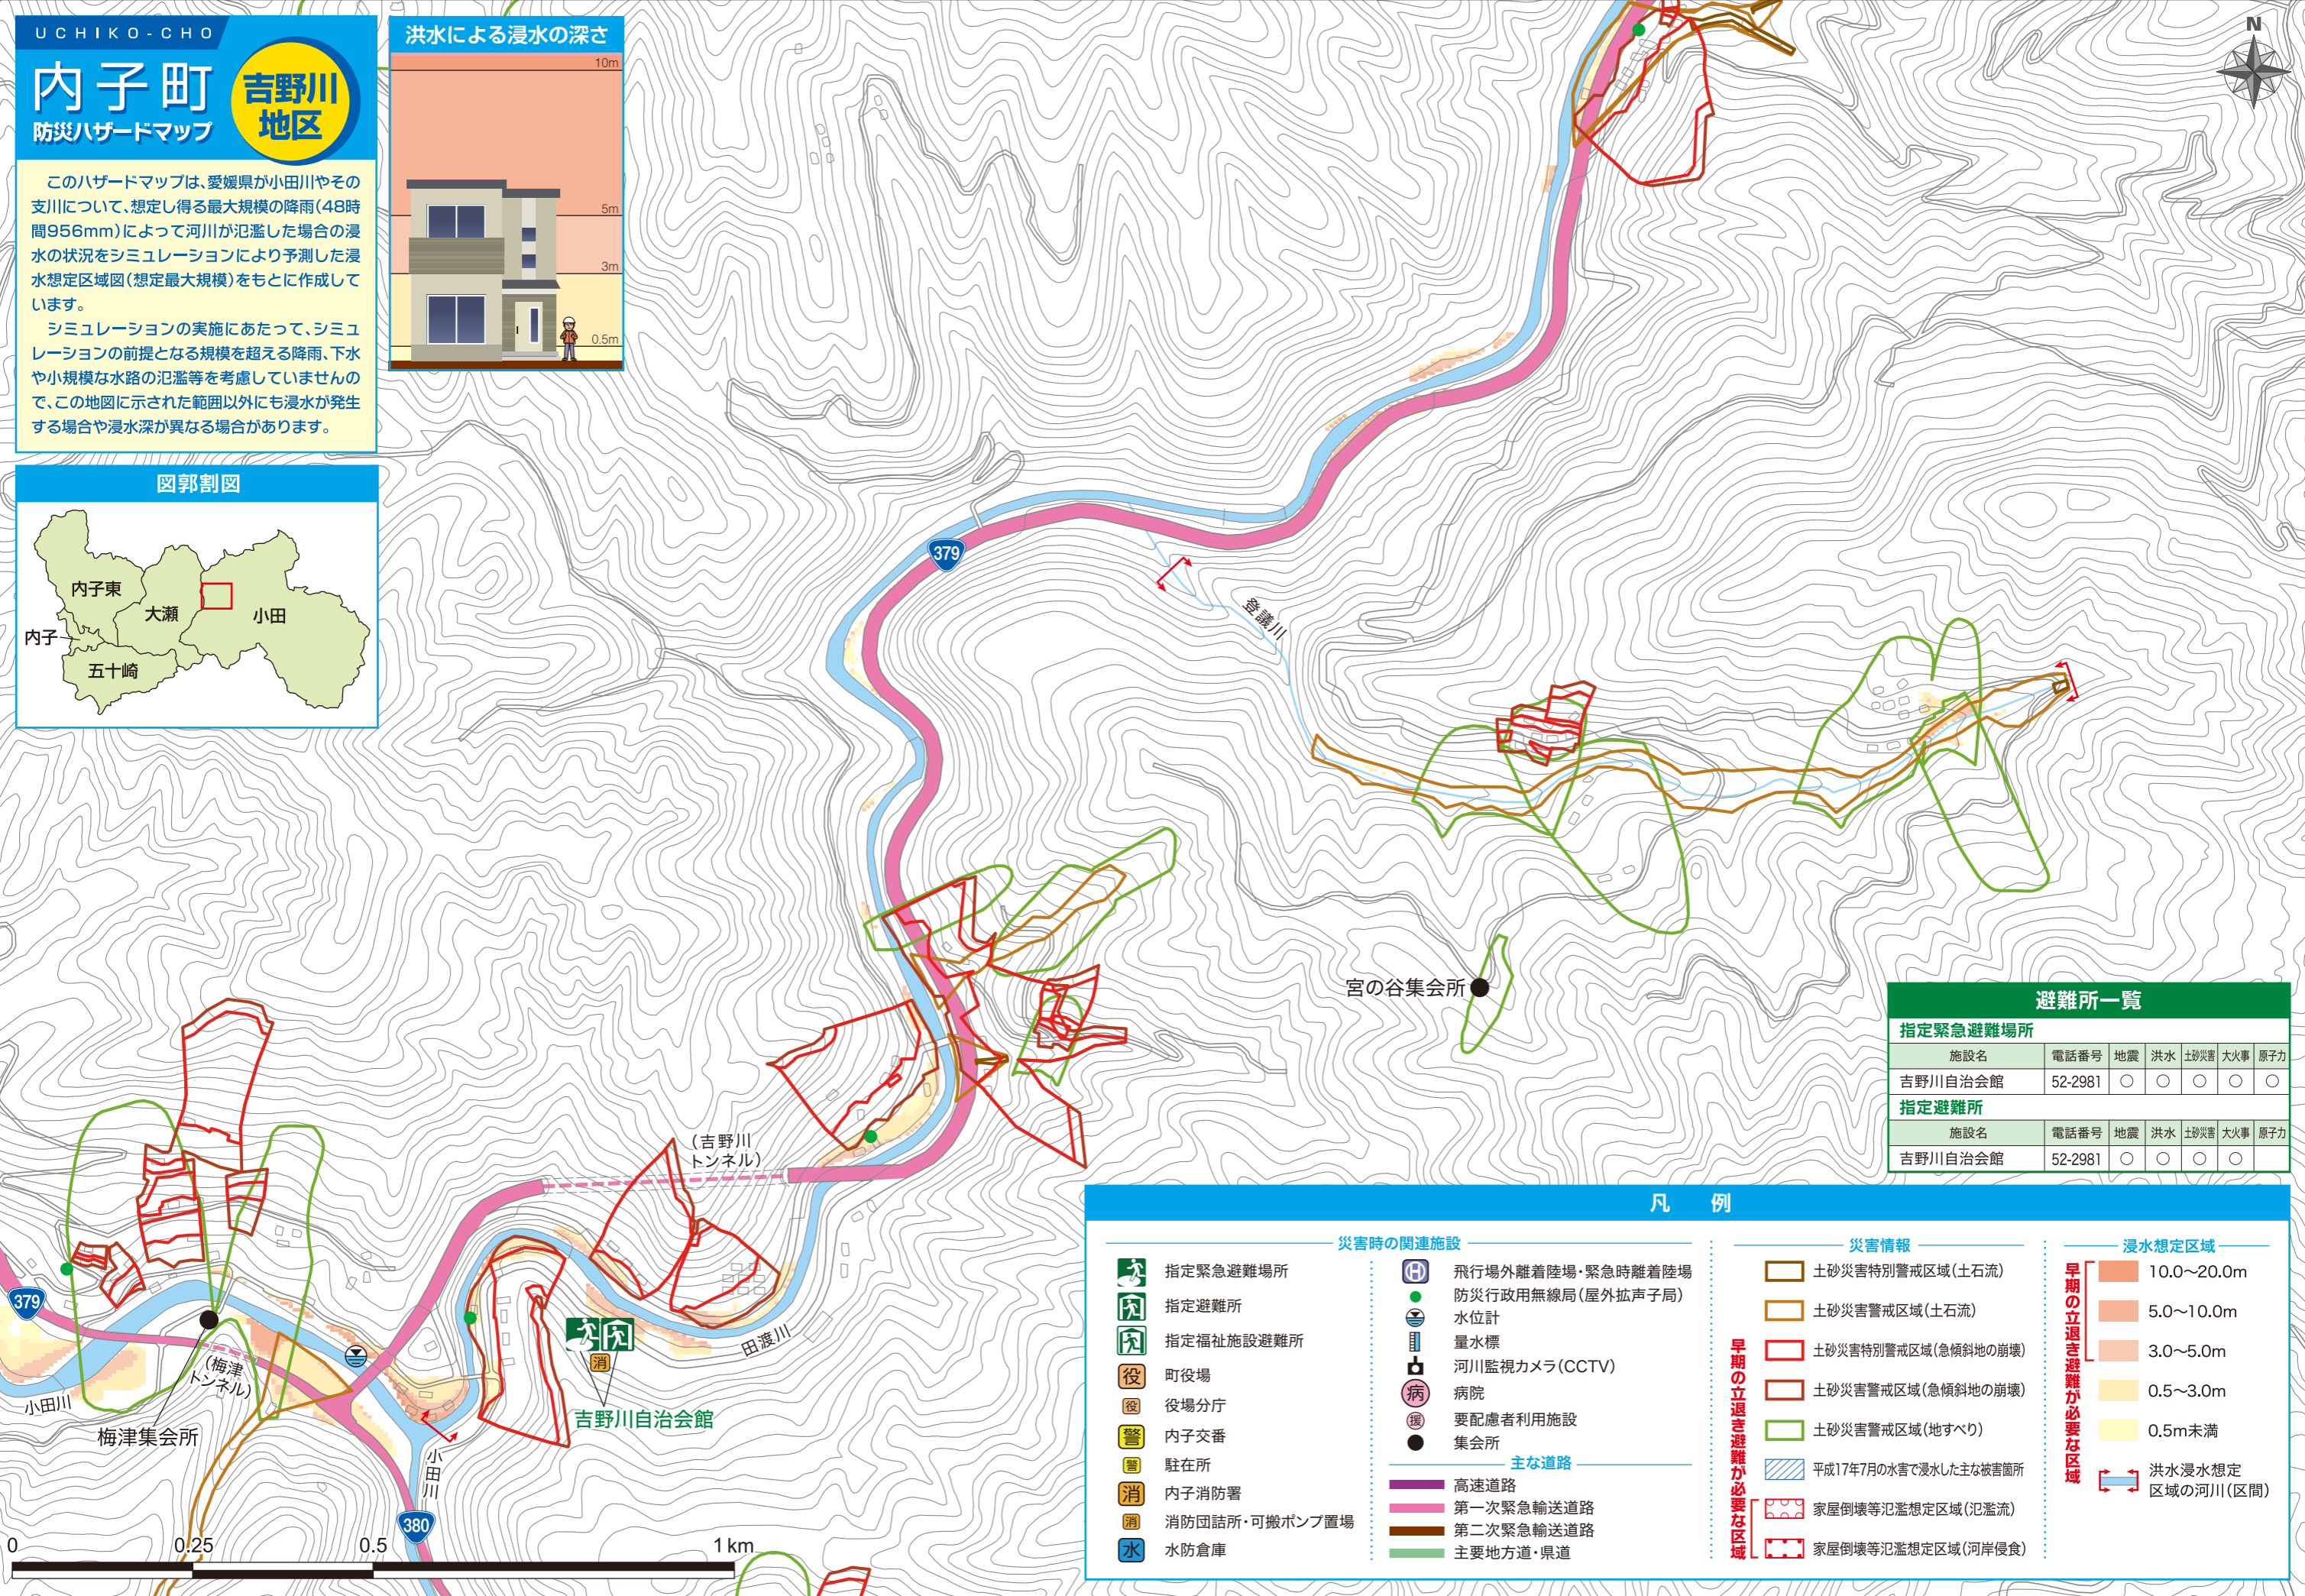 UCHIKO-CHO
内子町
防災ハザードマップ
吉野川
地区
このハザードマップは、愛媛県が小田川やその
支川について、想定し得る最大規模の降雨(48時
間956mm)によって河川が氾濫した場合の浸
水の状況をシミュレーションにより予測した浸
水想定区域図(想定最大規模)をもとに作成して
います。
シミュレーションの実施にあたって、シミュ
レーションの前提となる規模を超える降雨、下水
や小規模な水路の氾濫等を考慮していませんの
で、この地図に示された範囲以外にも浸水が発生
する場合や浸水深が異なる場合があります。
洪水による浸水の深さ
10m
5m
3m
0.5m
図郭割図
内子東
大瀬
小田
内子
五十崎
N
379
登議川
宮の谷集会所
(吉野川
トンネル)
379
小田川
(梅津
トンネル)
梅津集会所
田渡川
消
吉野川自治会館
小田川
380
0
0.25
0.5
1km
避難所一覧
指定緊急避難場所
施設名 電話番号 地震 洪水 土砂災害 大火事 原子力
吉野川自治会館 52-2981 ○ ○ ○ ○ ○
指定避難所
施設名 電話番号 地震 洪水 土砂災害 大火事 原子力
吉野川自治会館 52-2981 ○ ○ ○ ○
凡 例
災害時の関連施設
指定緊急避難場所
指定避難所
指定福祉施設避難所
役 町役場
役 役場分庁
警 内子交番
警 駐在所
消 内子消防署
消 消防団詰所・可搬ポンプ置場
水 水防倉庫
H 飛行場外離着陸場・緊急時離着陸場
防災行政用無線局(屋外拡声子局)
水位計
量水標
河川監視カメラ(CCTV)
病 病院
援 要配慮者利用施設
集会所
主な道路
高速道路
第一次緊急輸送道路
第二次緊急輸送道路
主要地方道・県道
災害情報
土砂災害特別警戒区域(土石流)
土砂災害警戒区域(土石流)
土砂災害特別警戒区域(急傾斜地の崩壊)
土砂災害警戒区域(急傾斜地の崩壊)
土砂災害警戒区域(地すべり)
平成17年7月の水害で浸水した主な被害箇所
家屋倒壊等氾濫想定区域(氾濫流)
家屋倒壊等氾濫想定区域(河岸侵食)
早期の立退き避難が必要な区域
浸水想定区域
10.0～20.0m
5.0～10.0m
3.0～5.0m
0.5～3.0m
0.5m未満
洪水浸水想定
区域の河川(区間)
早期の立退き避難が必要な区域